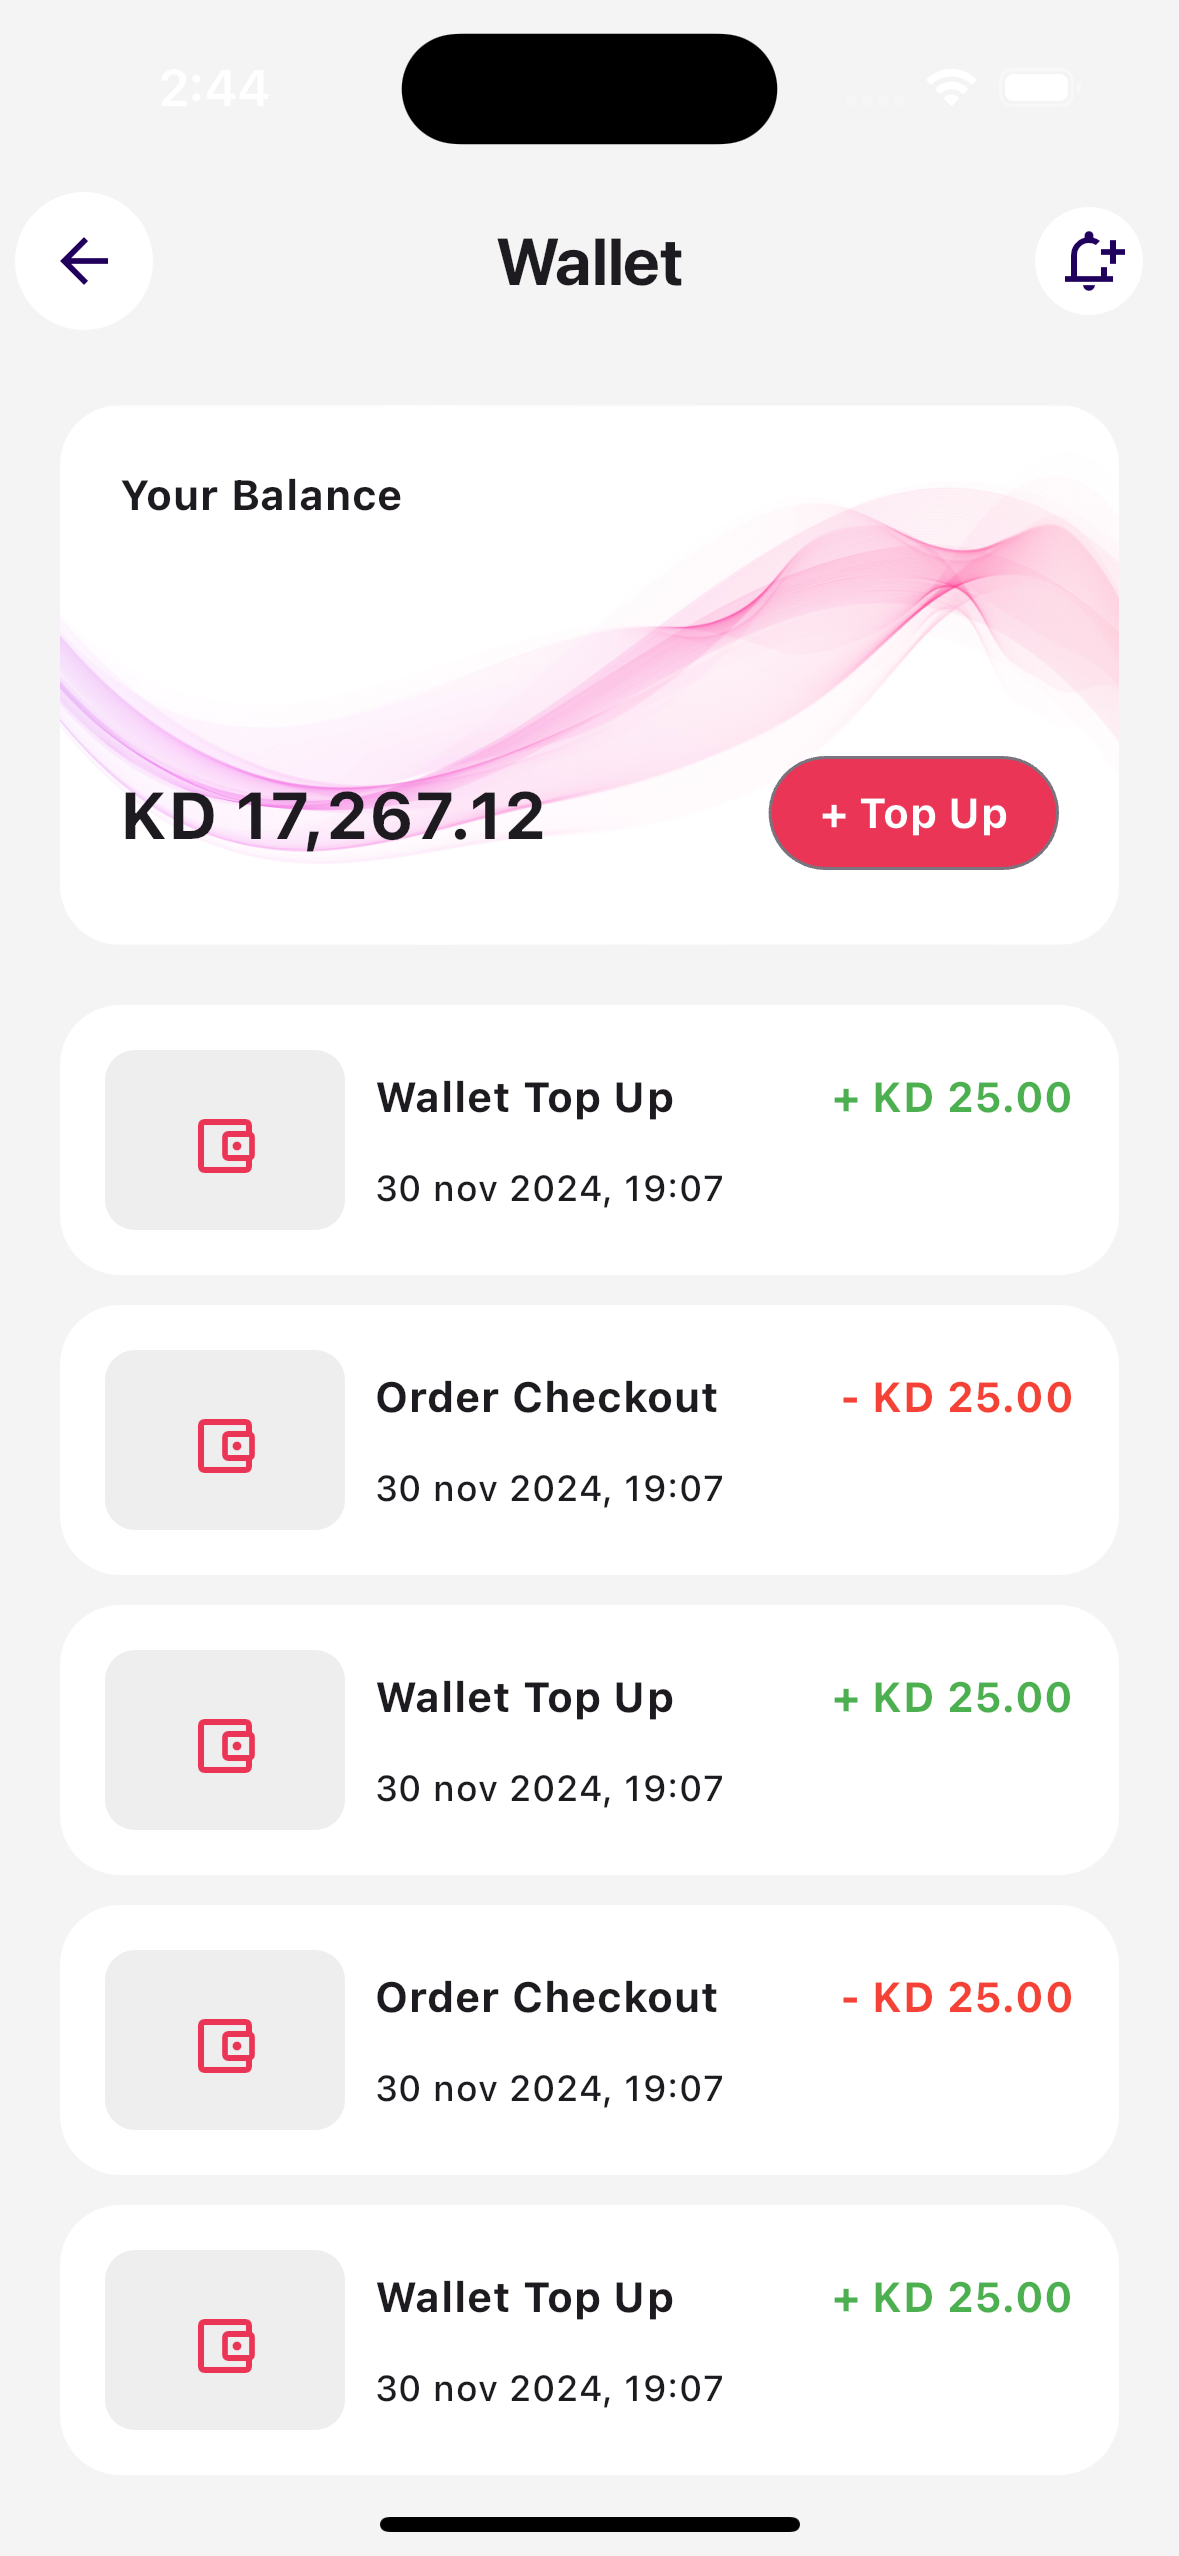 2:44
Wallet
Your Balance
KD 17,267.12
+ Top Up
Wallet Top Up
+ KD 25.00
30 nov 2024, 19:07
Order Checkout
- KD 25.00
30 nov 2024, 19:07
Wallet Top Up
+ KD 25.00
30 nov 2024, 19:07
Order Checkout
- KD 25.00
30 nov 2024, 19:07
Wallet Top Up
+ KD 25.00
30 nov 2024, 19:07